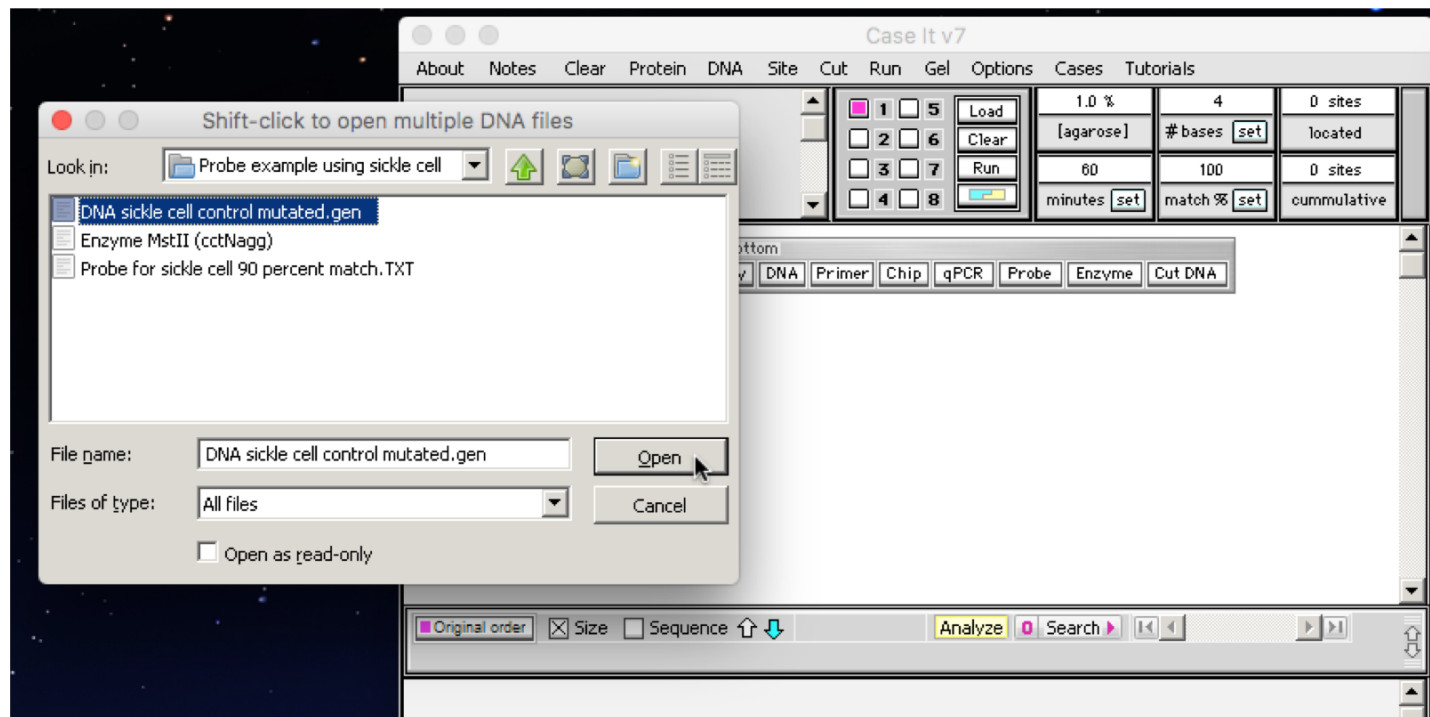 Case It v7
About Notes Clear Protein DNA Site Cut Run Gel Options Cases Tutorials
Shift-click to open multiple DNA files
Look in: Probe example using sickle cell
DNA sickle cell control mutated.gen
Enzyme MstII (cctNagg)
Probe for sickle cell 90 percent match.TXT
File name: DNA sickle cell control mutated.gen Open
Files of type: All files Cancel
Open as read-only
1 5 Load 1.0 % 4 0 sites
2 6 Clear [agarose] # bases set located
3 7 Run 60 100 0 sites
4 8 minutes set match % set cummulative
ottom
y DNA Primer Chip qPCR Probe Enzyme Cut DNA
Original order Size Sequence Analyze 0 Search